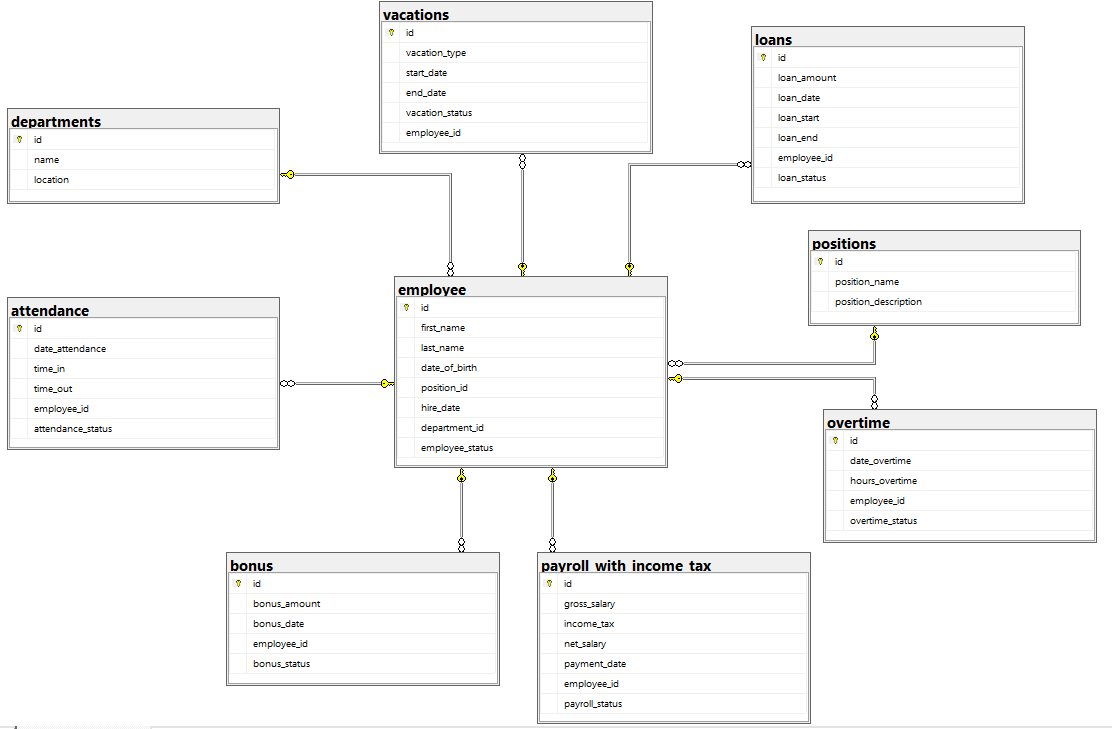 vacations
id
vacation_type
start_date
end_date
vacation_status
employee_id
loans
id
loan_amount
loan_date
loan_start
loan_end
employee_id
loan_status
departments
id
name
location
positions
id
position_name
position_description
employee
id
first_name
last_name
date_of_birth
position_id
hire_date
department_id
employee_status
attendance
id
date_attendance
time_in
time_out
employee_id
attendance_status
overtime
id
date_overtime
hours_overtime
employee_id
overtime_status
bonus
id
bonus_amount
bonus_date
employee_id
bonus_status
payroll_with_income_tax
id
gross_salary
income_tax
net_salary
payment_date
employee_id
payroll_status